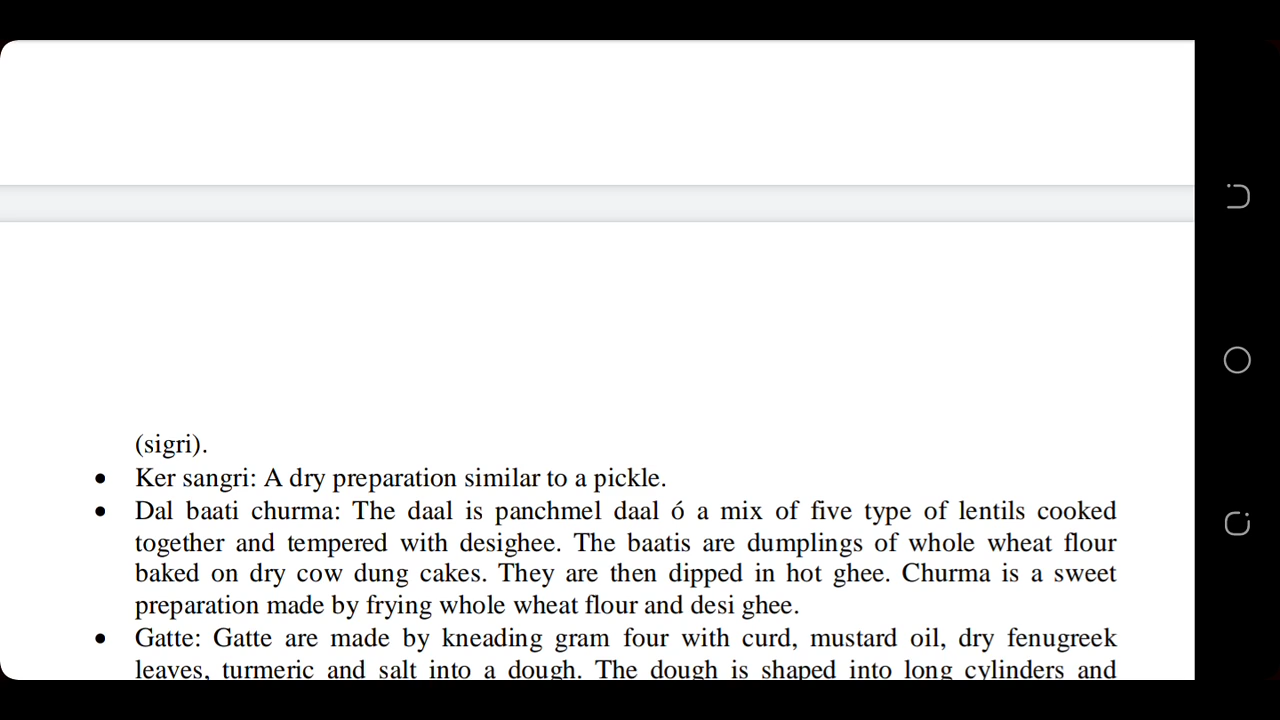 (sigri).
• Ker sangri: A dry preparation similar to a pickle.
• Dal baati churma: The daal is panchmel daal ó a mix of five type of lentils cooked
together and tempered with desighee. The baatis are dumplings of whole wheat flour
baked on dry cow dung cakes. They are then dipped in hot ghee. Churma is a sweet
preparation made by frying whole wheat flour and desi ghee.
• Gatte: Gatte are made by kneading gram four with curd, mustard oil, dry fenugreek
leaves, turmeric and salt into a dough. The dough is shaped into long cylinders and